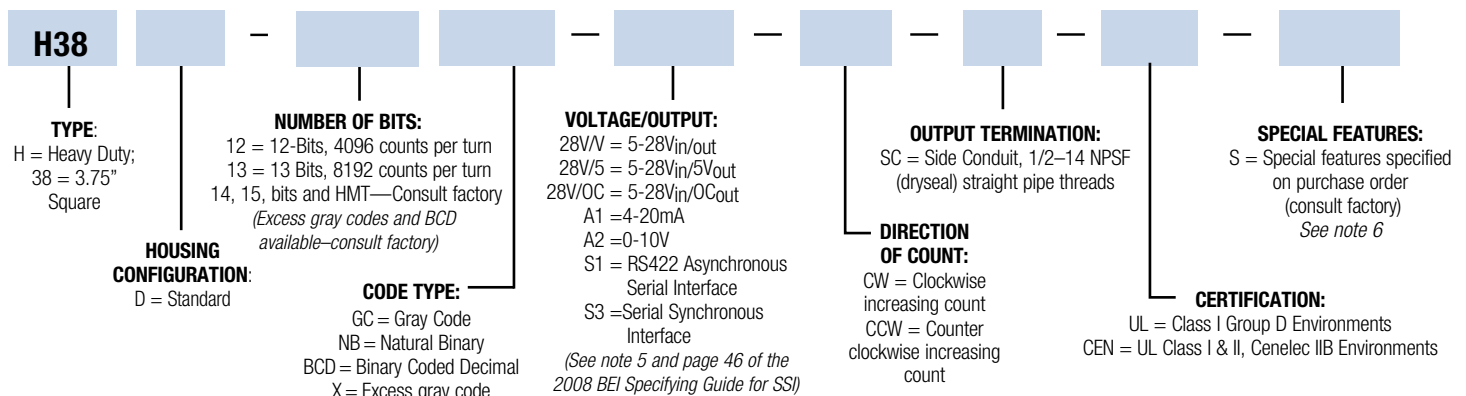 H38 – — — — — —
TYPE:
H = Heavy Duty;
38 = 3.75”
Square
HOUSING
CONFIGURATION:
D = Standard
NUMBER OF BITS:
12 = 12-Bits, 4096 counts per turn
13 = 13 Bits, 8192 counts per turn
14, 15, bits and HMT—Consult factory
(Excess gray codes and BCD
available–consult factory)
CODE TYPE:
GC = Gray Code
NB = Natural Binary
BCD = Binary Coded Decimal
X = Excess gray code
VOLTAGE/OUTPUT:
28V/V = 5-28Vin/out
28V/5 = 5-28Vin/5Vout
28V/OC = 5-28Vin/OCout
A1 =4-20mA
A2 =0-10V
S1 = RS422 Asynchronous
Serial Interface
S3 =Serial Synchronous
Interface
(See note 5 and page 46 of the
2008 BEI Specifying Guide for SSI)
DIRECTION
OF COUNT:
CW = Clockwise
increasing count
CCW = Counter
clockwise increasing
count
OUTPUT TERMINATION:
SC = Side Conduit, 1/2–14 NPSF
(dryseal) straight pipe threads
CERTIFICATION:
UL = Class I Group D Environments
CEN = UL Class I & II, Cenelec IIB Environments
SPECIAL FEATURES:
S = Special features specified
on purchase order
(consult factory)
See note 6